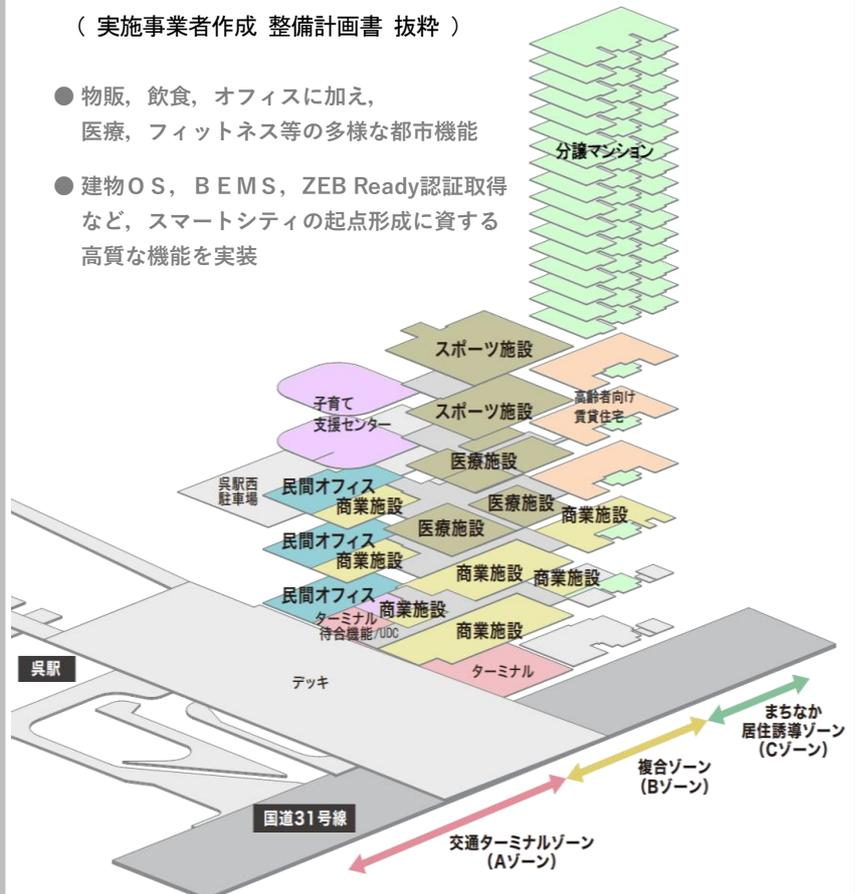 （ 実施事業者作成 整備計画書 抜粋 ）
● 物販，飲食，オフィスに加え，
医療，フィットネス等の多様な都市機能
● 建物ＯＳ，ＢＥＭＳ，ZEB Ready認証取得
など，スマートシティの起点形成に資する
高質な機能を実装
分譲マンション
スポーツ施設
子育て
支援センター
スポーツ施設
高齢者向け
賃貸住宅
医療施設
呉駅西
駐車場
民間オフィス
商業施設
医療施設
商業施設
医療施設
民間オフィス
商業施設
商業施設
商業施設
民間オフィス
商業施設
ターミナル
待合機能/UDC
商業施設
ターミナル
呉駅
デッキ
まちなか
居住誘導ゾーン
（Cゾーン）
複合ゾーン
（Bゾーン）
国道31号線
交通ターミナルゾーン
（Aゾーン）